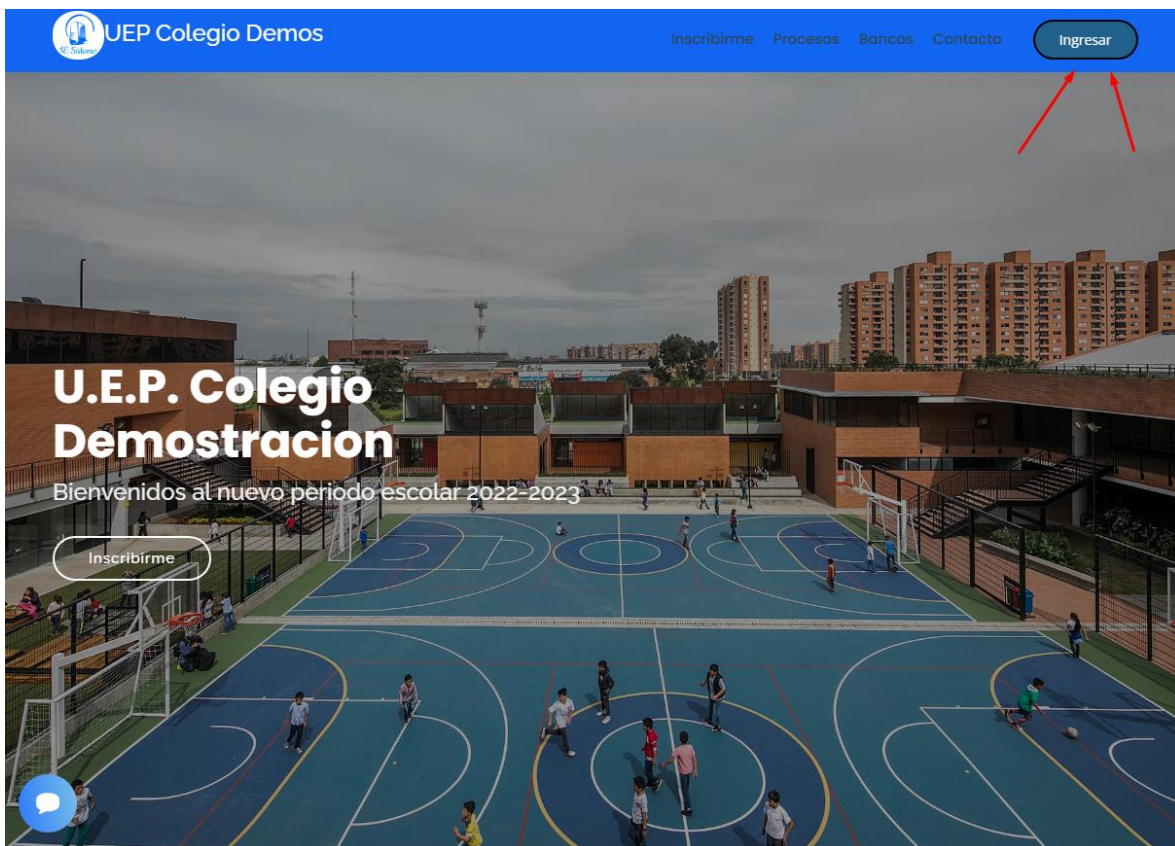 UEP Colegio Demos
Inscribirme Procesos Bancos Contacto Ingresar
U.E.P. Colegio
Demostracion
Bienvenidos al nuevo periodo escolar 2022-2023
Inscribirme